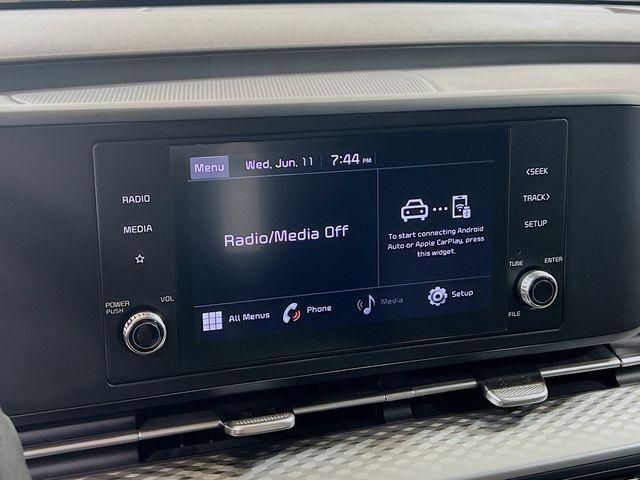 Menu
Wed, Jun. 11
7:44 PM
Radio/Media Off
To start connecting Android
Auto or Apple CarPlay, press
this widget.
All Menus
Phone
Media
Setup
RADIO
MEDIA
POWER
PUSH
VOL
<SEEK
TRACK>
SETUP
TUNE
ENTER
FILE